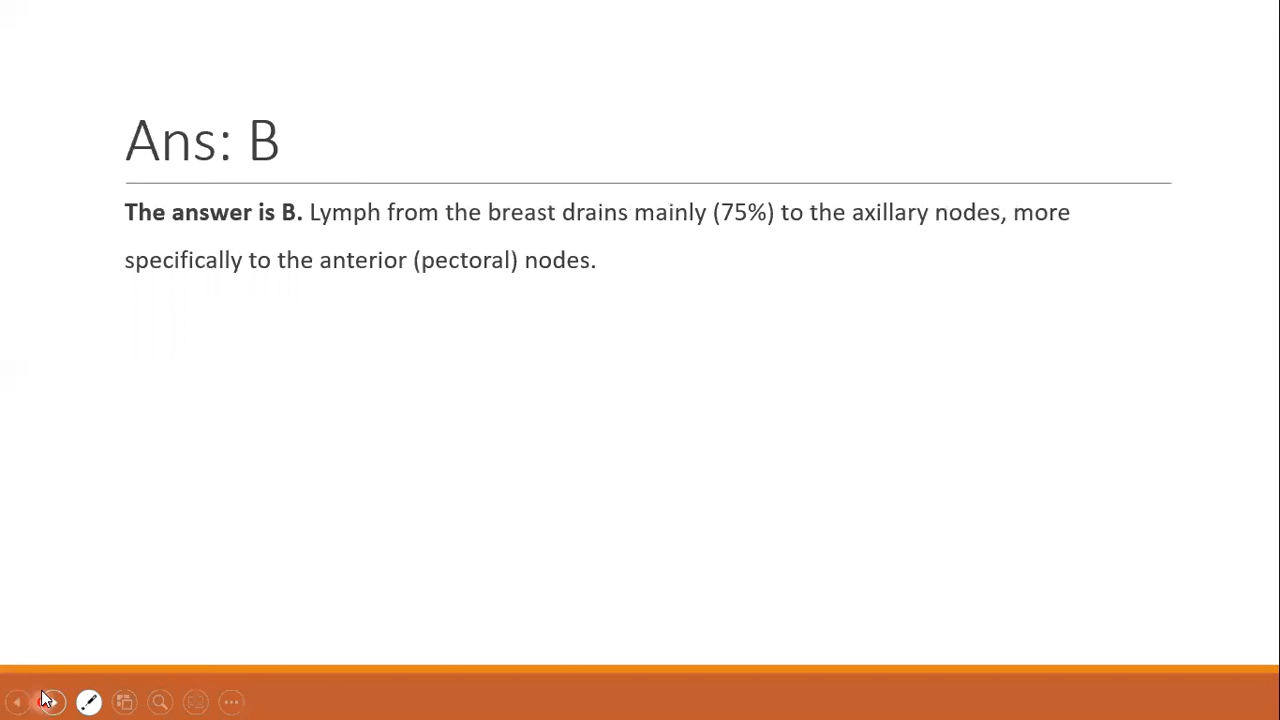 Ans: B
The answer is B. Lymph from the breast drains mainly (75%) to the axillary nodes, more
specifically to the anterior (pectoral) nodes.